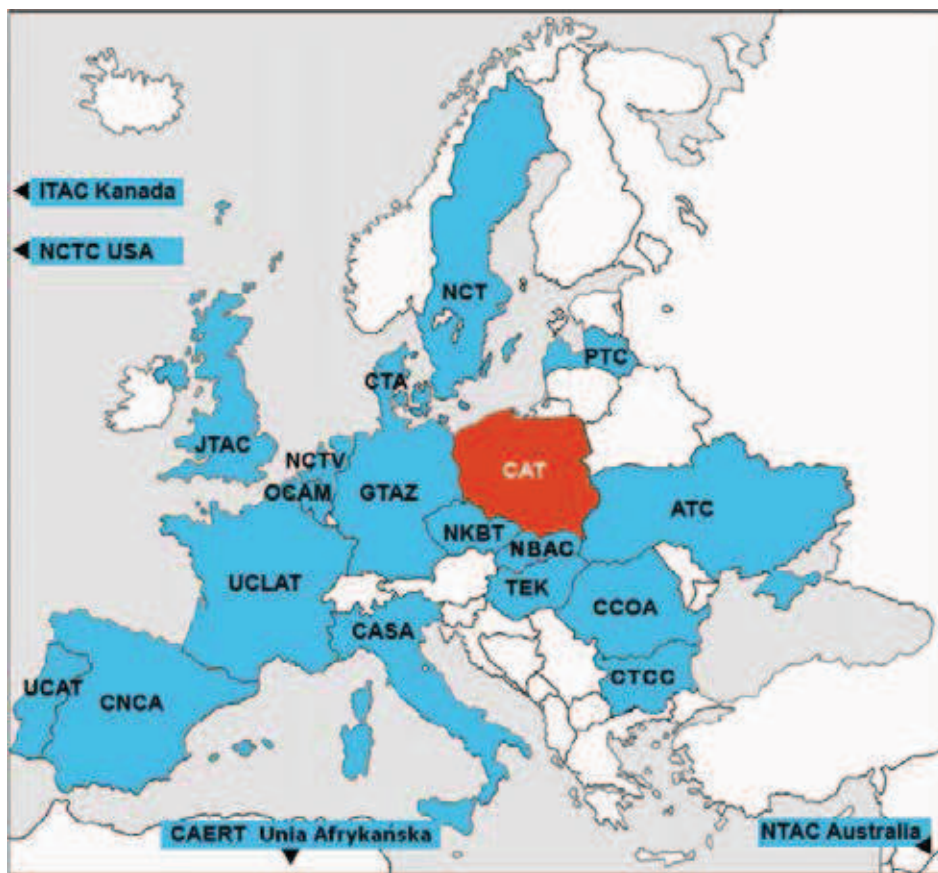 ITAC Kanada
NCTC USA
NCT
PTC
CTA
JTAC
NCTV
CAT
OCAM
GTAZ
ATC
NKBT
NBAC
UCLAT
TEK
CCOA
CASA
UCAT
CNCA
CTCC
CAERT Unia Afrykańska
NTAC Australia